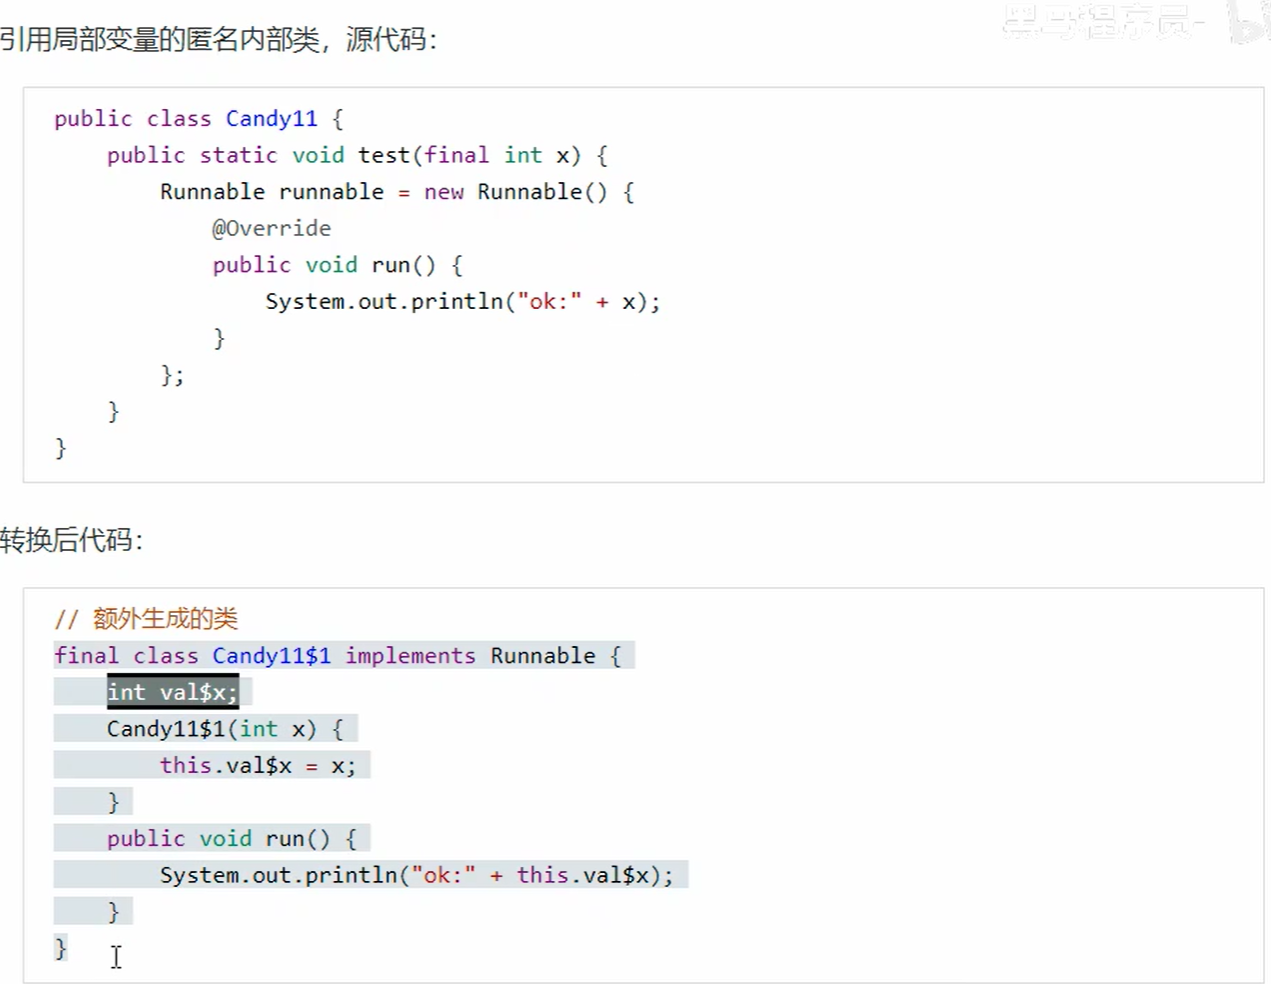 黑马程序员-
引用局部变量的匿名内部类，源代码：
public class Candy11 {
    public static void test(final int x) {
        Runnable runnable = new Runnable() {
            @Override
            public void run() {
                System.out.println("ok:" + x);
            }
        };
    }
}
转换后代码：
// 额外生成的类
final class Candy11$1 implements Runnable {
    int val$x;
    Candy11$1(int x) {
        this.val$x = x;
    }
    public void run() {
        System.out.println("ok:" + this.val$x);
    }
}